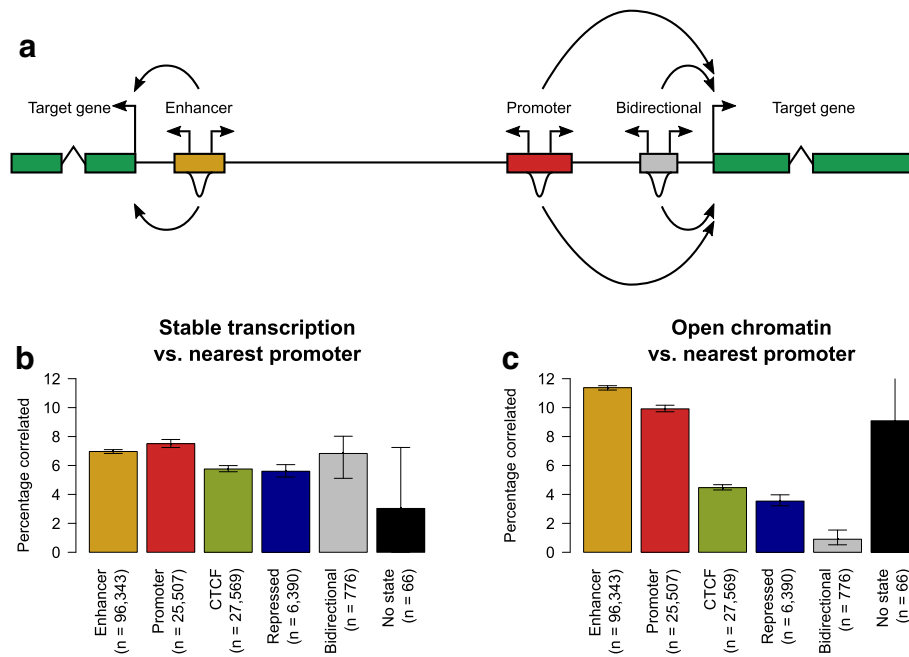 a
Target gene
Enhancer
Promoter
Bidirectional
Target gene
b
Stable transcription
vs. nearest promoter
Percentage correlated
12
10
8
6
4
2
0
Enhancer
(n = 96,343)
Promoter
(n = 25,507)
CTCF
(n = 27,569)
Repressed
(n = 6,390)
Bidirectional
(n = 776)
No state
(n = 66)
c
Open chromatin
vs. nearest promoter
Percentage correlated
12
10
8
6
4
2
0
Enhancer
(n = 96,343)
Promoter
(n = 25,507)
CTCF
(n = 27,569)
Repressed
(n = 6,390)
Bidirectional
(n = 776)
No state
(n = 66)